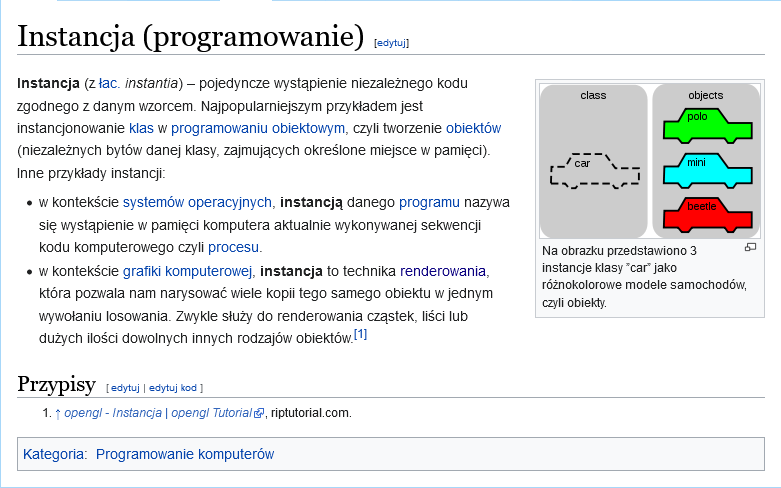 Instancja (programowanie) [edytuj]
Instancja (z łac. instantia) – pojedyncze wystąpienie niezależnego kodu
zgodnego z danym wzorcem. Najpopularniejszym przykładem jest
instancjonowanie klas w programowaniu obiektowym, czyli tworzenie obiektów
(niezależnych bytów danej klasy, zajmujących określone miejsce w pamięci).
Inne przykłady instancji:
• w kontekście systemów operacyjnych, instancją danego programu nazywa
się wystąpienie w pamięci komputera aktualnie wykonywanej sekwencji
kodu komputerowego czyli procesu.
• w kontekście grafiki komputerowej, instancja to technika renderowania,
która pozwala nam narysować wiele kopii tego samego obiektu w jednym
wywołaniu losowania. Zwykle służy do renderowania cząstek, liści lub
dużych ilości dowolnych innych rodzajów obiektów.[1]
class
objects
car
polo
mini
beetle
Na obrazku przedstawiono 3
instancje klasy ”car” jako
różnokolorowe modele samochodów,
czyli obiekty.
Przypisy [ edytuj | edytuj kod ]
1. ↑ opengl - Instancja | opengl Tutorial, riptutorial.com.
Kategoria: Programowanie komputerów